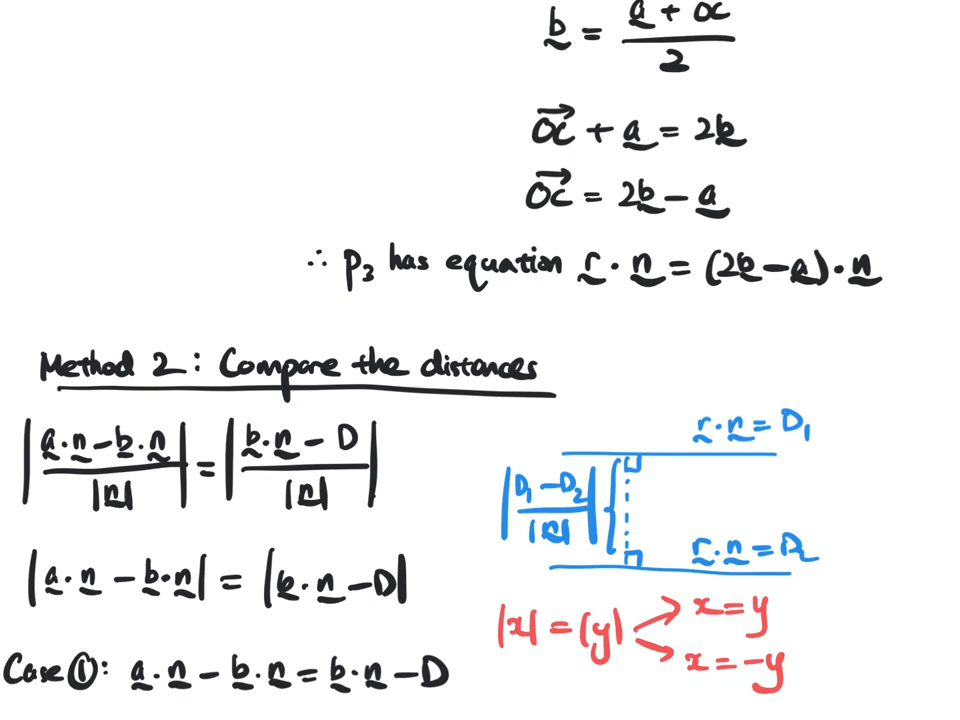 b = (a + OC)/2
OC + a = 2b
OC = 2b - a
∴ p₃ has equation r · n = (2b - a) · n
Method 2 : Compare the distances
|(a · n - b · n)/|n|| = |(b · n - D)/|n||
r · n = D₁
|(D₁ - D₂)/|n||
r · n = D₂
|a · n - b · n| = |b · n - D|
|x| = |y|
x = y
x = -y
Case ①: a · n - b · n = b · n - D